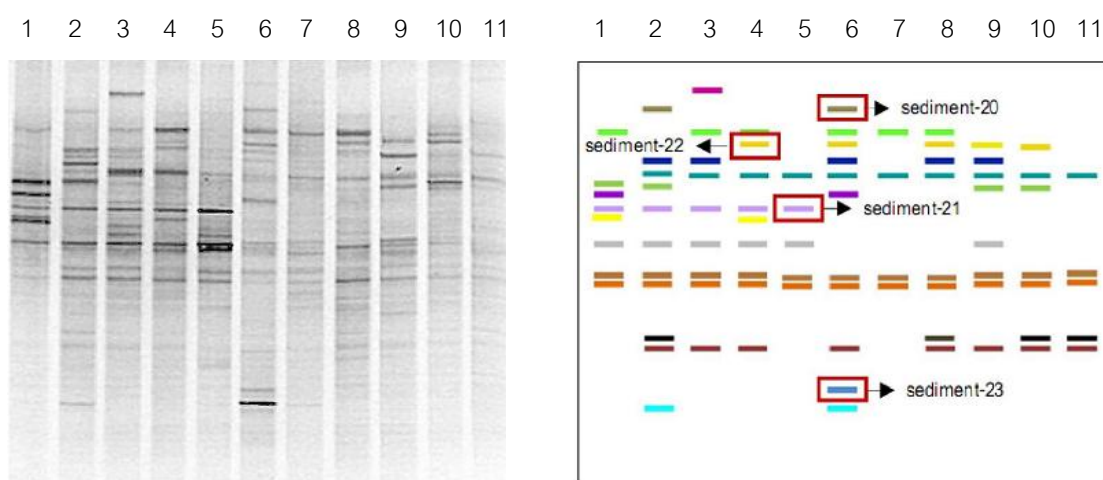 1 2 3 4 5 6 7 8 9 10 11
1 2 3 4 5 6 7 8 9 10 11
sediment-20
sediment-22
sediment-21
sediment-23